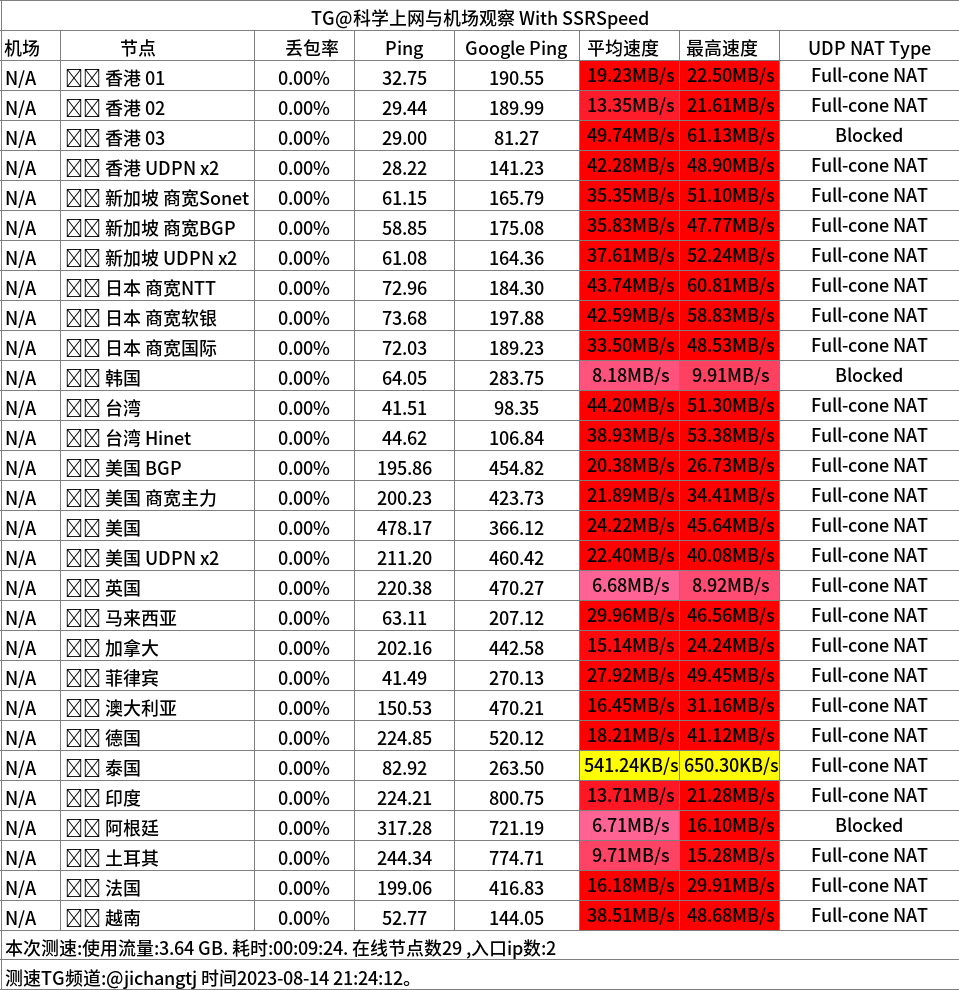 TG@科学上网与机场观察 With SSRSpeed
机场 节点 丢包率 Ping Google Ping 平均速度 最高速度 UDP NAT Type
N/A 香港 01 0.00% 32.75 190.55 19.23MB/s 22.50MB/s Full-cone NAT
N/A 香港 02 0.00% 29.44 189.99 13.35MB/s 21.61MB/s Full-cone NAT
N/A 香港 03 0.00% 29.00 81.27 49.74MB/s 61.13MB/s Blocked
N/A 香港 UDPN x2 0.00% 28.22 141.23 42.28MB/s 48.90MB/s Full-cone NAT
N/A 新加坡 商宽Sonet 0.00% 61.15 165.79 35.35MB/s 51.10MB/s Full-cone NAT
N/A 新加坡 商宽BGP 0.00% 58.85 175.08 35.83MB/s 47.77MB/s Full-cone NAT
N/A 新加坡 UDPN x2 0.00% 61.08 164.36 37.61MB/s 52.24MB/s Full-cone NAT
N/A 日本 商宽NTT 0.00% 72.96 184.30 43.74MB/s 60.81MB/s Full-cone NAT
N/A 日本 商宽软银 0.00% 73.68 197.88 42.59MB/s 58.83MB/s Full-cone NAT
N/A 日本 商宽国际 0.00% 72.03 189.23 33.50MB/s 48.53MB/s Full-cone NAT
N/A 韩国 0.00% 64.05 283.75 8.18MB/s 9.91MB/s Blocked
N/A 台湾 0.00% 41.51 98.35 44.20MB/s 51.30MB/s Full-cone NAT
N/A 台湾 Hinet 0.00% 44.62 106.84 38.93MB/s 53.38MB/s Full-cone NAT
N/A 美国 BGP 0.00% 195.86 454.82 20.38MB/s 26.73MB/s Full-cone NAT
N/A 美国 商宽主力 0.00% 200.23 423.73 21.89MB/s 34.41MB/s Full-cone NAT
N/A 美国 0.00% 478.17 366.12 24.22MB/s 45.64MB/s Full-cone NAT
N/A 美国 UDPN x2 0.00% 211.20 460.42 22.40MB/s 40.08MB/s Full-cone NAT
N/A 英国 0.00% 220.38 470.27 6.68MB/s 8.92MB/s Full-cone NAT
N/A 马来西亚 0.00% 63.11 207.12 29.96MB/s 46.56MB/s Full-cone NAT
N/A 加拿大 0.00% 202.16 442.58 15.14MB/s 24.24MB/s Full-cone NAT
N/A 菲律宾 0.00% 41.49 270.13 27.92MB/s 49.45MB/s Full-cone NAT
N/A 澳大利亚 0.00% 150.53 470.21 16.45MB/s 31.16MB/s Full-cone NAT
N/A 德国 0.00% 224.85 520.12 18.21MB/s 41.12MB/s Full-cone NAT
N/A 泰国 0.00% 82.92 263.50 541.24KB/s 650.30KB/s Full-cone NAT
N/A 印度 0.00% 224.21 800.75 13.71MB/s 21.28MB/s Full-cone NAT
N/A 阿根廷 0.00% 317.28 721.19 6.71MB/s 16.10MB/s Blocked
N/A 土耳其 0.00% 244.34 774.71 9.71MB/s 15.28MB/s Full-cone NAT
N/A 法国 0.00% 199.06 416.83 16.18MB/s 29.91MB/s Full-cone NAT
N/A 越南 0.00% 52.77 144.05 38.51MB/s 48.68MB/s Full-cone NAT
本次测速:使用流量:3.64 GB. 耗时:00:09:24. 在线节点数29 ,入口ip数:2
测速TG频道:@jichangtj 时间2023-08-14 21:24:12。